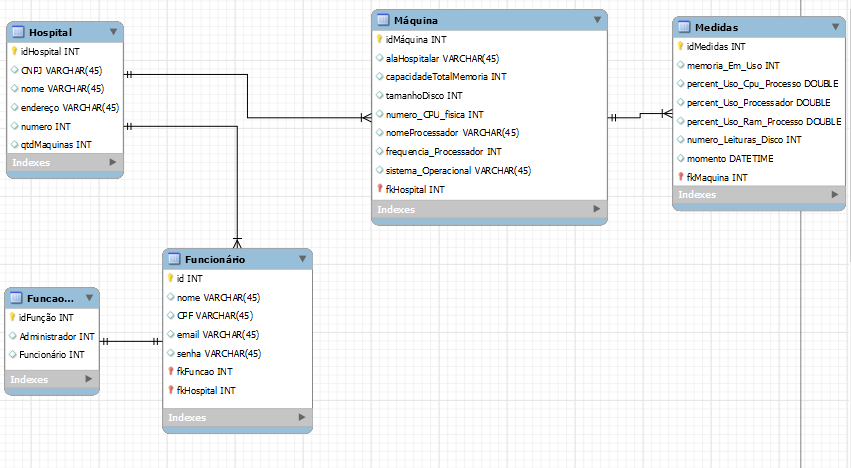 Hospital
idHospital INT
CNPJ VARCHAR(45)
nome VARCHAR(45)
endereço VARCHAR(45)
numero INT
qtdMaquinas INT
Indexes
Máquina
idMáquina INT
alaHospitalar VARCHAR(45)
capacidadeTotalMemoria INT
tamanhoDisco INT
numero_CPU_fisica INT
nomeProcessador VARCHAR(45)
frequencia_Processador INT
sistema_Operacional VARCHAR(45)
fkHospital INT
Indexes
Medidas
idMedidas INT
memoria_Em_Uso INT
percent_Uso_Cpu_Processo DOUBLE
percent_Uso_Processador DOUBLE
percent_Uso_Ram_Processo DOUBLE
numero_Leituras_Disco INT
momento DATETIME
fkMaquina INT
Indexes
Funcao...
idFunção INT
Administrador INT
Funcionário INT
Indexes
Funcionário
id INT
nome VARCHAR(45)
CPF VARCHAR(45)
email VARCHAR(45)
senha VARCHAR(45)
fkFuncao INT
fkHospital INT
Indexes